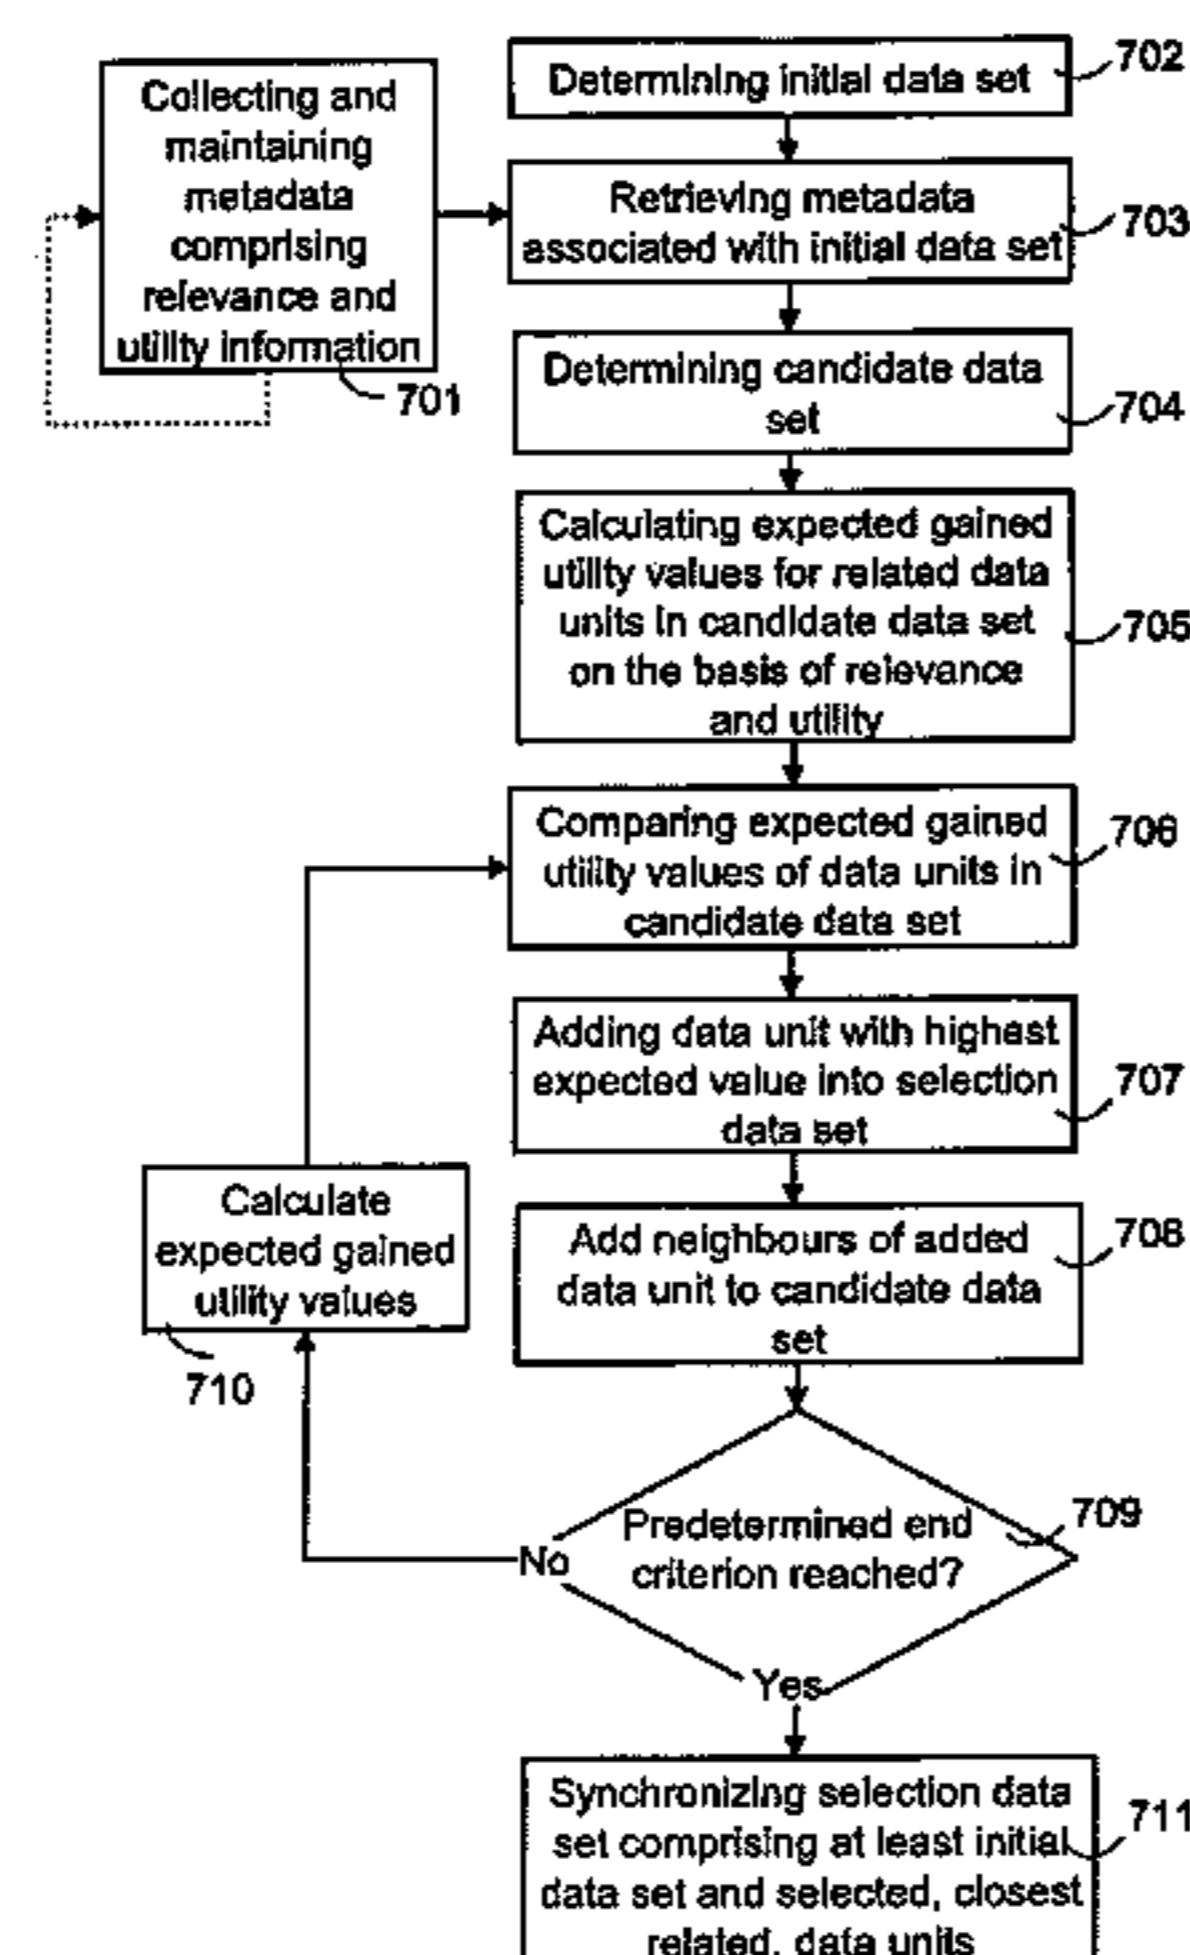 Collecting and
maintaining
metadata
comprising
relevance and
utility information
701
Determining initial data set
702
Retrieving metadata
associated with initial data set
703
Determining candidate data
set
704
Calculating expected gained
utility values for related data
units in candidate data set
on the basis of relevance
and utility
705
Comparing expected gained
utility values of data units in
candidate data set
706
Adding data unit with highest
expected value into selection
data set
707
Add neighbours of added
data unit to candidate data
set
708
Predetermined end
criterion reached?
709
No
Calculate
expected gained
utility values
710
Yes
Synchronizing selection data
set comprising at least initial
data set and selected, closest
related, data units
711